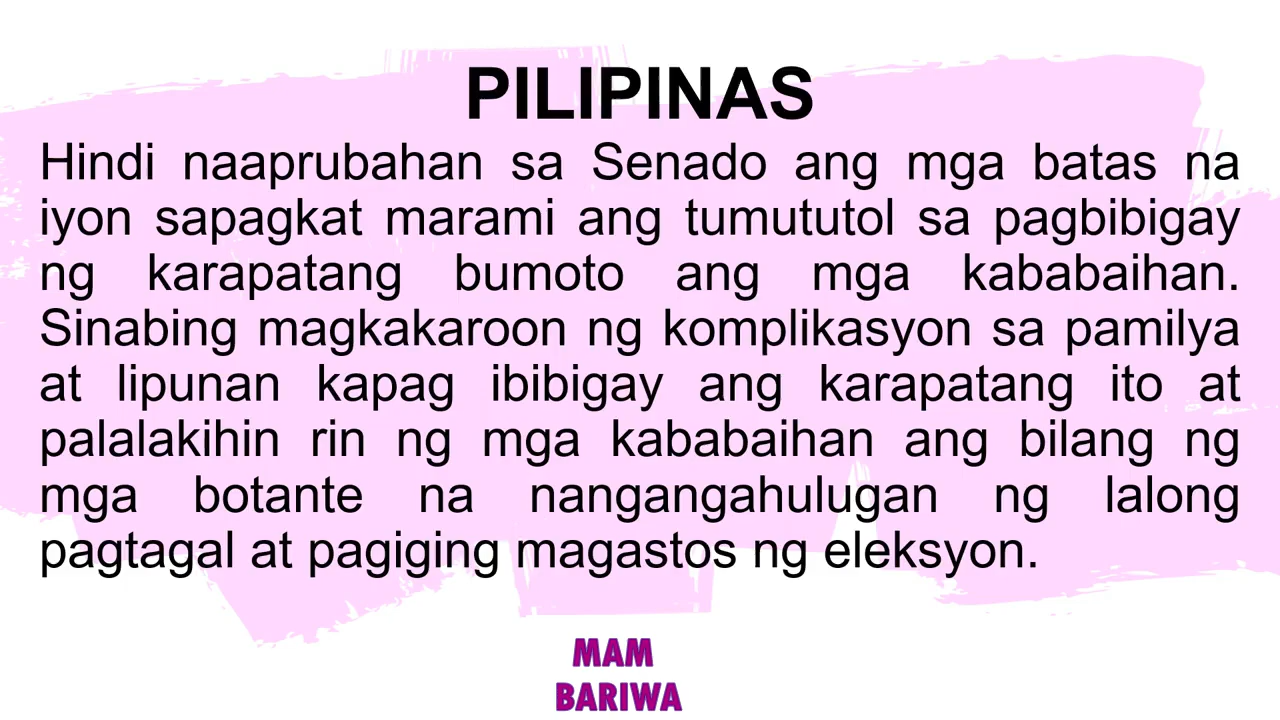 PILIPINAS
Hindi naaprubahan sa Senado ang mga batas na
iyon sapagkat marami ang tumututol sa pagbibigay
ng karapatang bumoto ang mga kababaihan.
Sinabing magkakaroon ng komplikasyon sa pamilya
at lipunan kapag ibibigay ang karapatang ito at
palalakihin rin ng mga kababaihan ang bilang ng
mga botante na nangangahulugan ng lalong
pagtagal at pagiging magastos ng eleksyon.
MAM
BARIWA